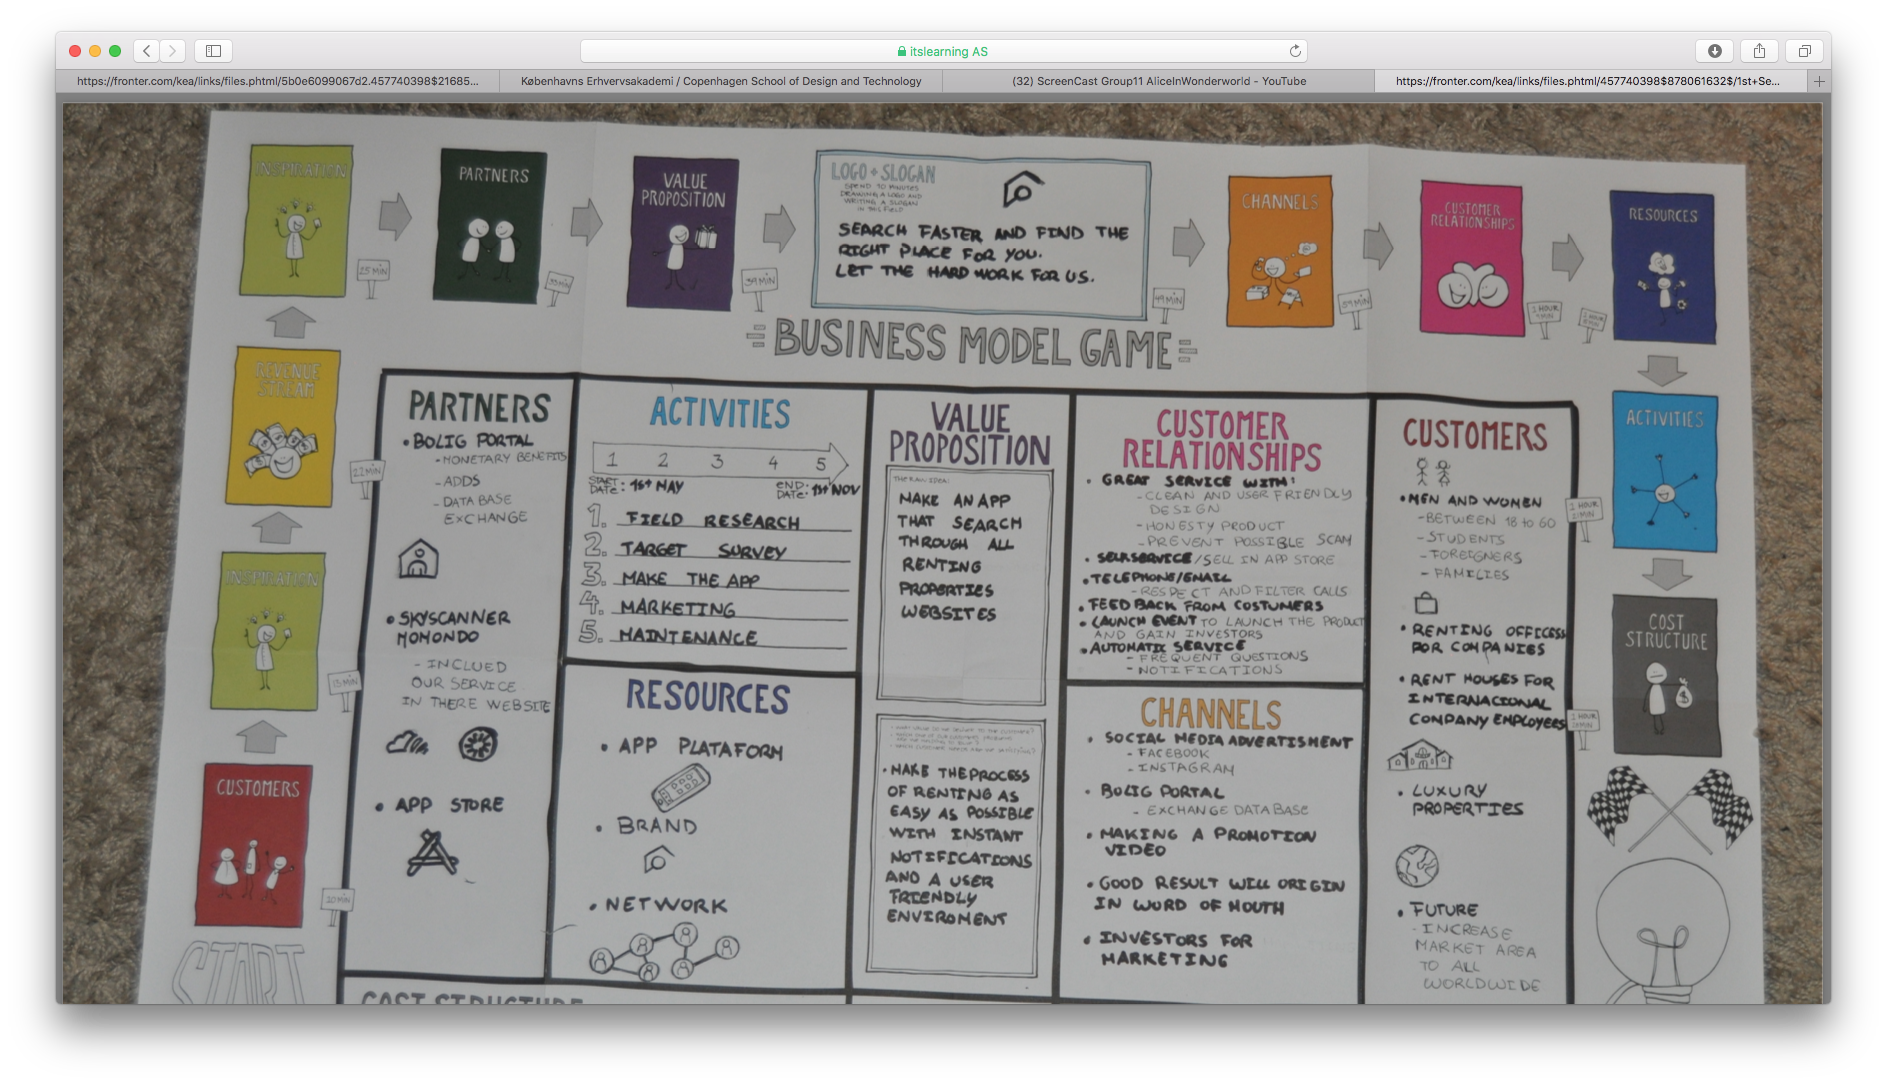 itslearning AS
https://fronter.com/kea/links/files.phtml/5b0e6099067d2.457740398$21685...
Københavns Erhvervsakademi / Copenhagen School of Design and Technology
(32) ScreenCast Group11 AliceInWonderworld - YouTube
https://fronter.com/kea/links/files.phtml/457740398$878061632$/1st+Se...
INSPIRATION
23 MIN
PARTNERS
VALUE
PROPOSITION
39 MIN
LOGO + SLOGAN
SPEND 10 MINUTES
DRAWING A LOGO AND
WRITING A SLOGAN
IN THIS FIELD
SEARCH FASTER AND FIND THE
RIGHT PLACE FOR YOU.
LET THE HARD WORK FOR US.
49 MIN
CHANNELS
59 MIN
CUSTOMER
RELATIONSHIPS
1 HOUR
RESOURCES
1 HOUR
= BUSINESS MODEL GAME =
REVENUE
STREAM
22 MIN
INSPIRATION
13 MIN
CUSTOMERS
10 MIN
START
PARTNERS
• BOLIG PORTAL
- MONETARY BENEFITS
- ADDS
- DATA BASE
EXCHANGE
• SKYSCANNER
MOMONDO
- INCLUED
OUR SERVICE
IN THERE WEBSITE
• APP STORE
ACTIVITIES
1 2 3 4 5
START DATE: 1st MAY
END DATE: 1st NOV
1. FIELD RESEARCH
2. TARGET SURVEY
3. MAKE THE APP
4. MARKETING
5. MAINTENANCE
RESOURCES
• APP PLATAFORM
• BRAND
• NETWORK
VALUE
PROPOSITION
THE RAW IDEA:
MAKE AN APP
THAT SEARCH
THROUGH ALL
RENTING
PROPERTIES
WEBSITES
• MAKE THE PROCESS
OF RENTING AS
EASY AS POSSIBLE
WITH INSTANT
NOTIFICATIONS
AND A USER
FRIENDLY
ENVIROMENT
CUSTOMER
RELATIONSHIPS
• GREAT SERVICE WITH:
- CLEAN AND USER FRIENDLY
DESIGN
- HONESTY PRODUCT
- PREVENT POSSIBLE SCAM
• SELFSERVICE/SELL IN APP STORE
• TELEPHONE/EMAIL
- RESPECT AND FILTER CALLS
• FEED BACK FROM COSTUMERS
• LAUNCH EVENT TO LAUNCH THE PRODUCT
AND GAIN INVESTORS
• AUTOMATIC SERVICE
- FREQUENT QUESTIONS
- NOTIFICATIONS
CHANNELS
• SOCIAL MEDIA ADVERTISMENT
- FACEBOOK
- INSTAGRAM
• BOLIG PORTAL
- EXCHANGE DATABASE
• MAKING A PROMOTION
VIDEO
• GOOD RESULT WILL ORIGIN
IN WORD OF MOUTH
• INVESTORS FOR
MARKETING
CUSTOMERS
• MEN AND WOMEN
- BETWEEN 18 to 60
- STUDENTS
- FOREIGNERS
- FAMILIES
• RENTING OFFICESS
FOR COMPANIES
• RENT HOUSES FOR
INTERNACIONAL
COMPANY EMPLOYEES
• LUXURY
PROPERTIES
• FUTURE
- INCREASE
MARKET AREA
TO ALL
WORLDWIDE
ACTIVITIES
1 HOUR
COST
STRUCTURE
1 HOUR
COST STRUCTURE